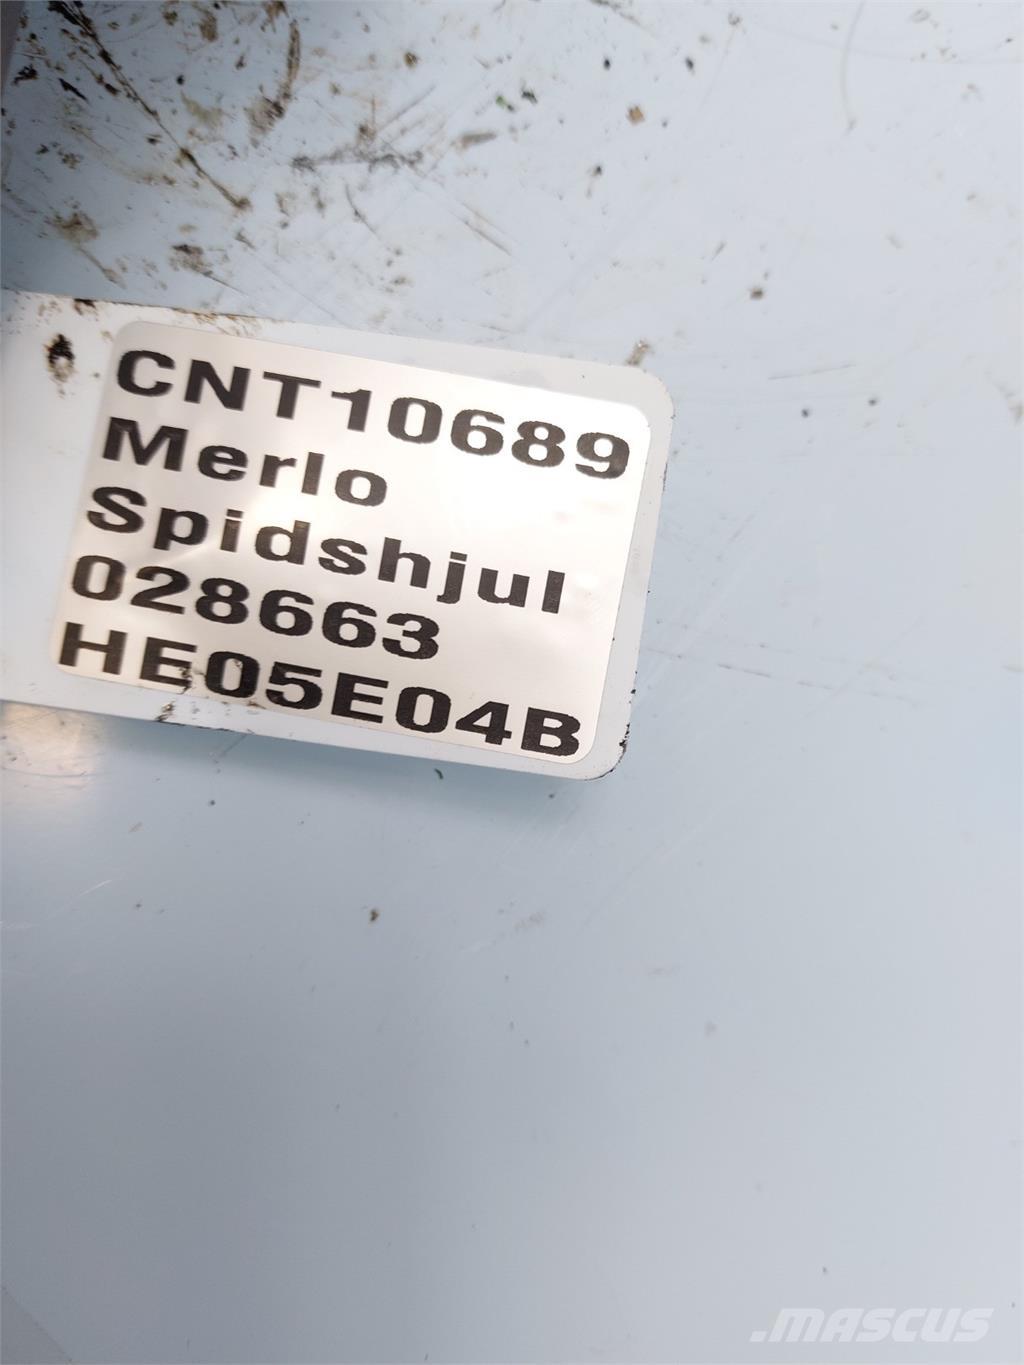 CNT10689
Merlo
Spidshjul
028663
HE05E04B
.MASCUS